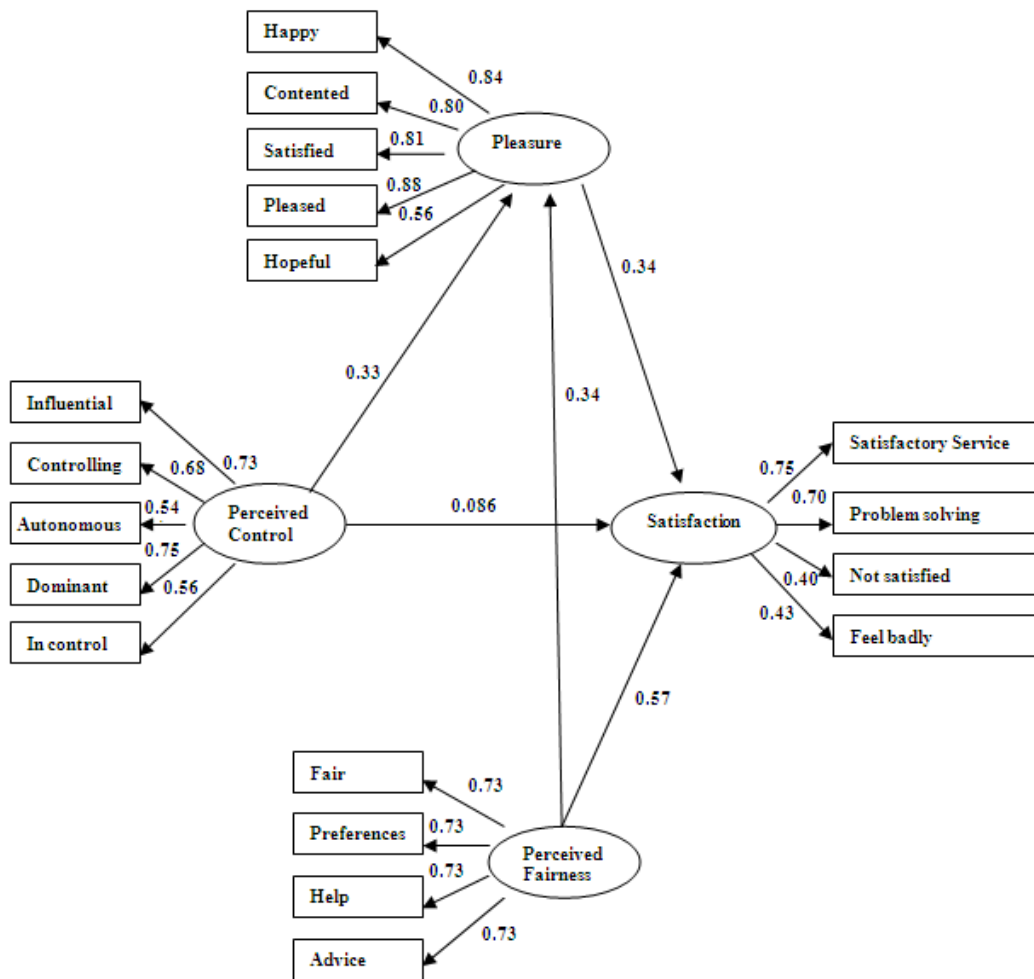 Happy
0.84
Contented
0.80
Pleasure
Satisfied
0.81
Pleased
0.88
0.56
Hopeful
0.34
0.33
0.34
Influential
Controlling
0.68
0.73
Autonomous
0.54
Perceived
Control
0.75
Dominant
0.56
In control
0.086
Satisfaction
Satisfactory Service
0.75
0.70
Problem solving
Not satisfied
0.40
0.43
Feel badly
0.57
Fair
0.73
Preferences
0.73
Perceived
Fairness
0.73
Help
0.73
Advice